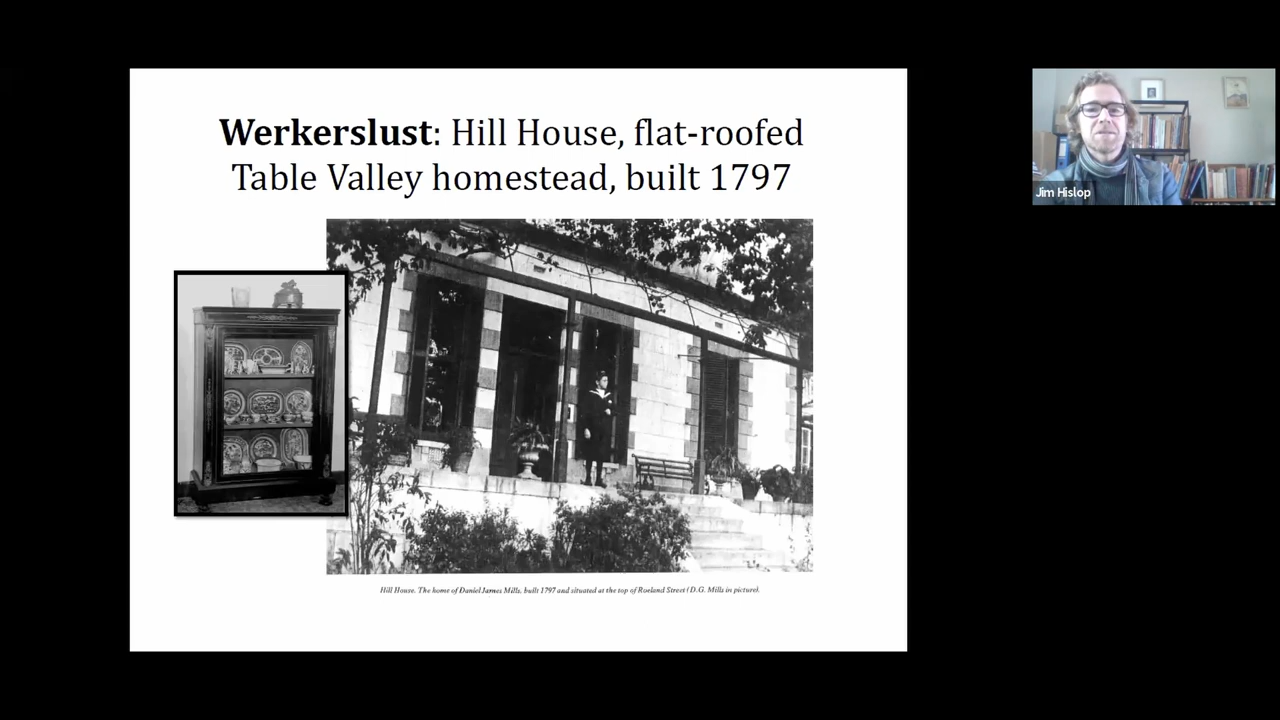 Werkerslust: Hill House, flat-roofed
Table Valley homestead, built 1797
Jim Hislop
Hill House. The home of Daniel James Mills, built 1797 and situated at the top of Roeland Street (D.G. Mills in picture).